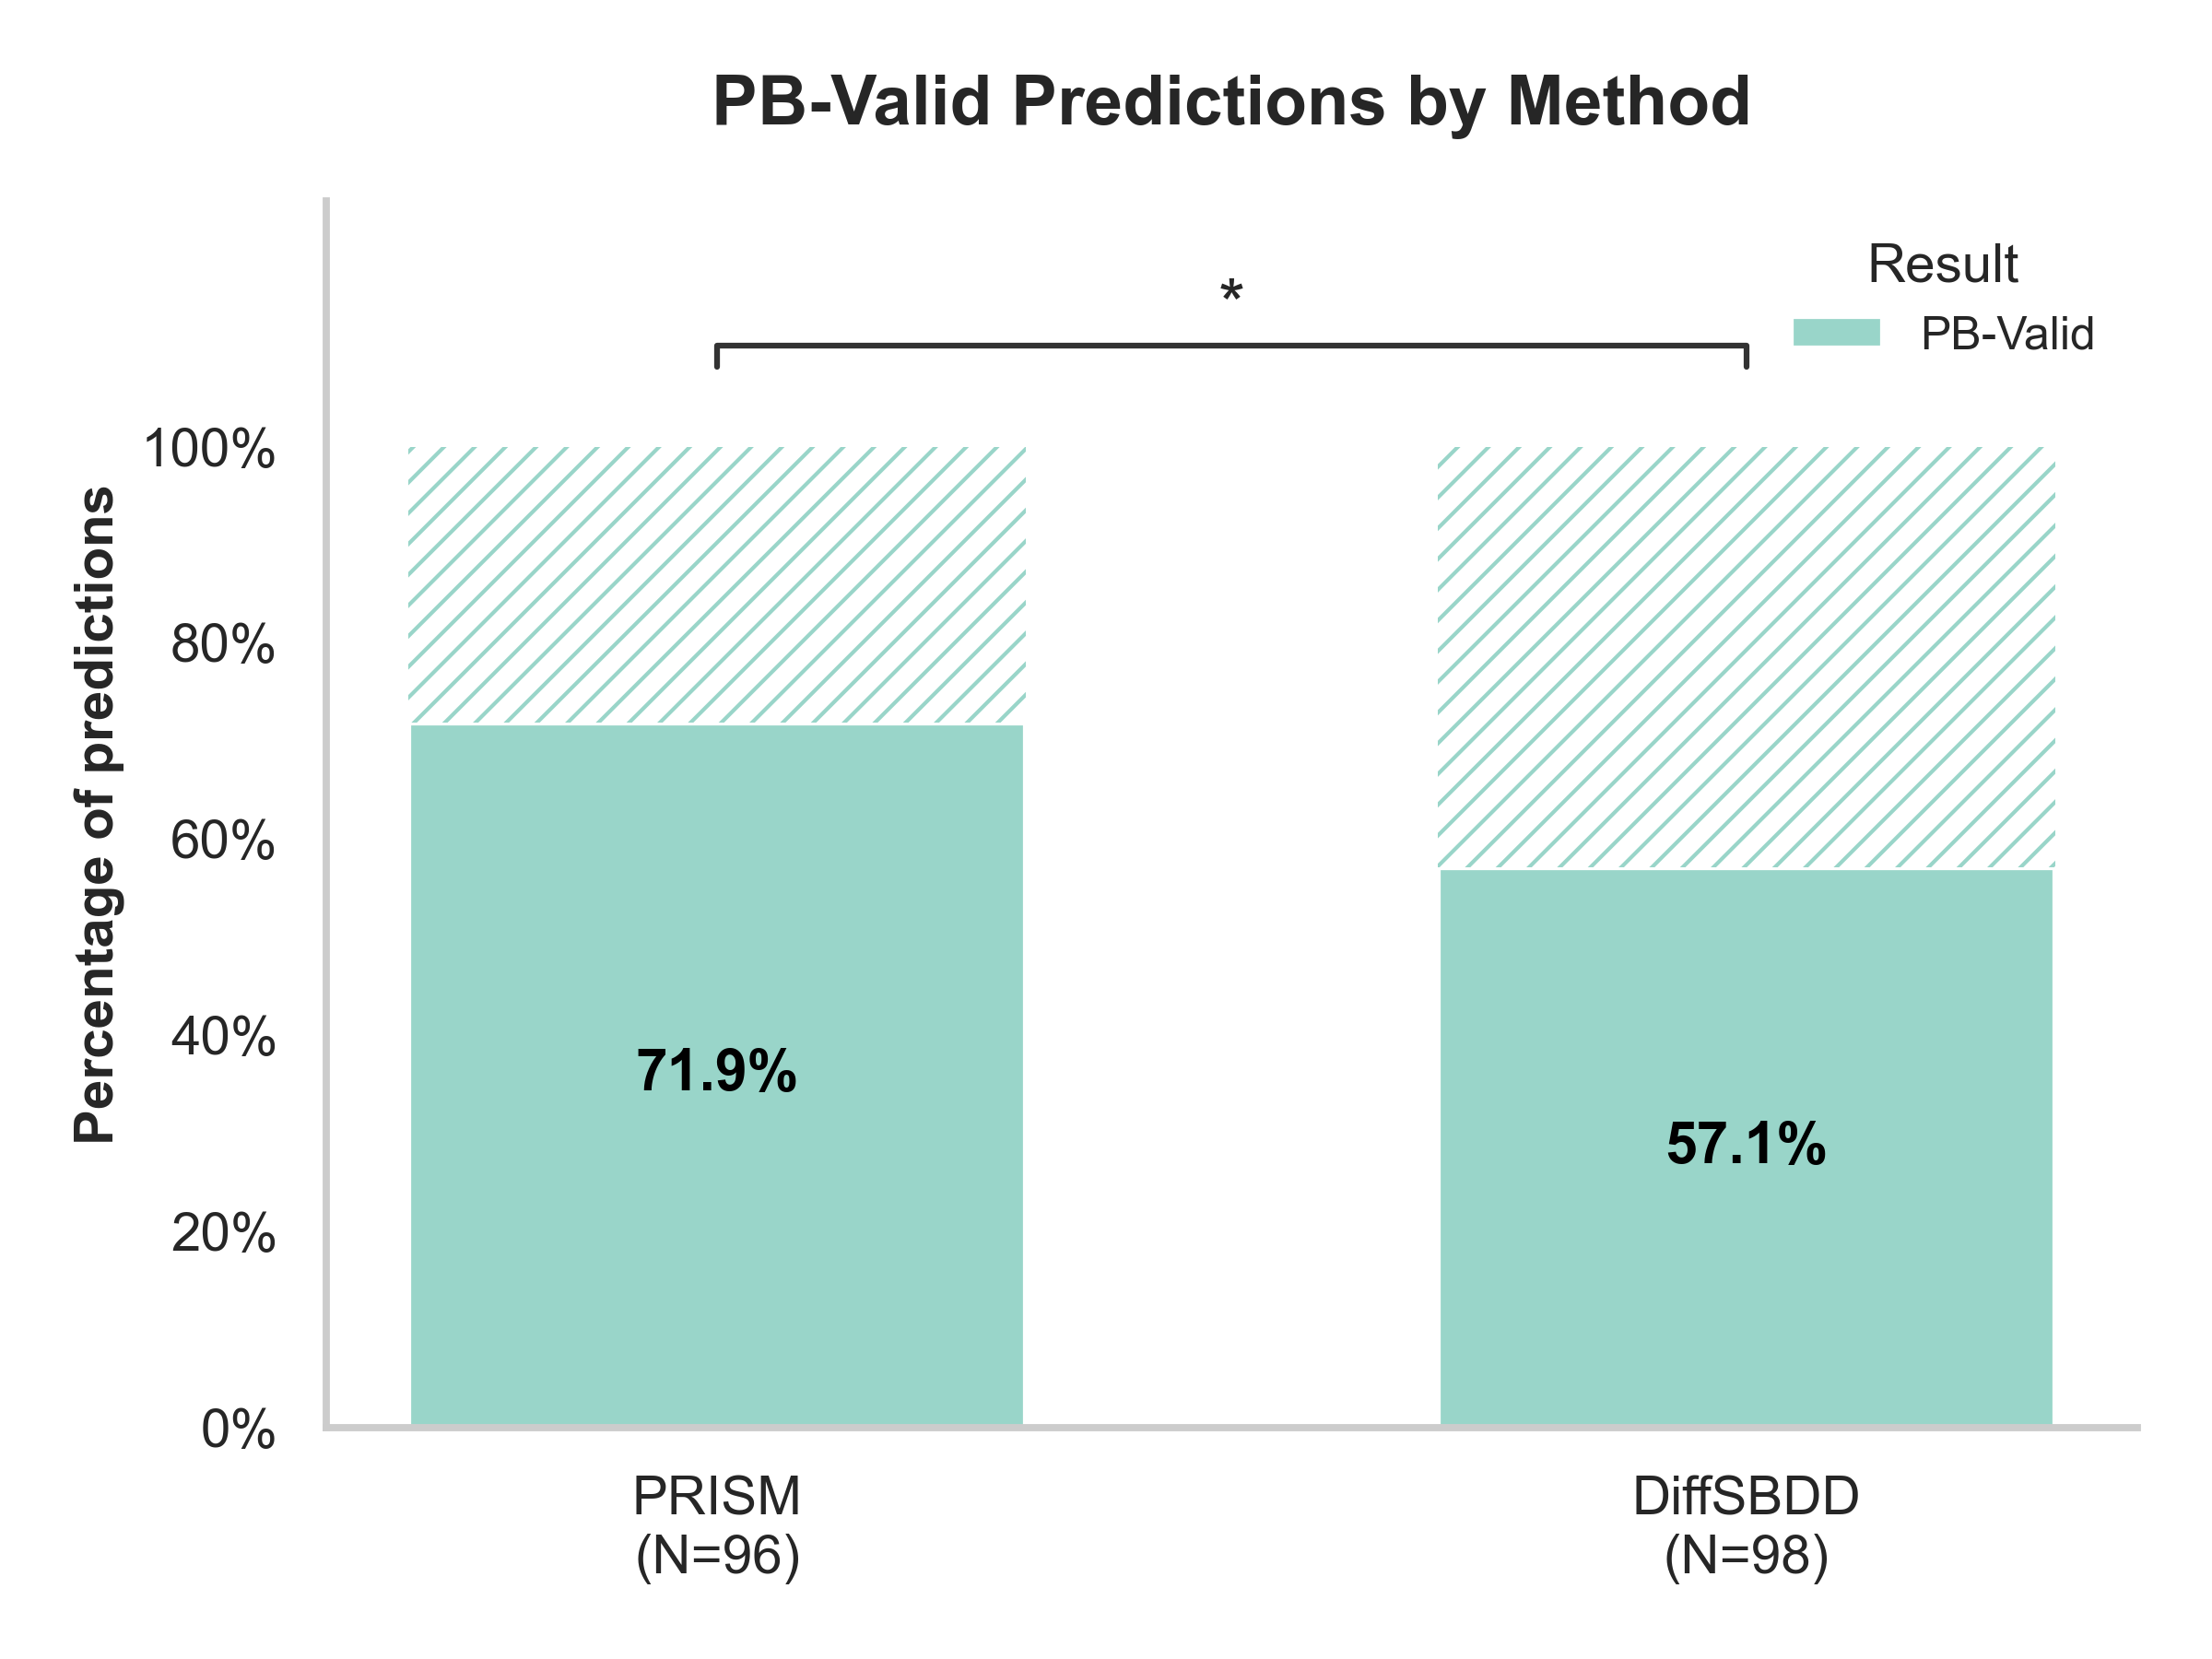 PB-Valid Predictions by Method
*
Result
PB-Valid
Percentage of predictions
100%
80%
60%
40%
20%
0%
71.9%
57.1%
PRISM
(N=96)
DiffSBDD
(N=98)